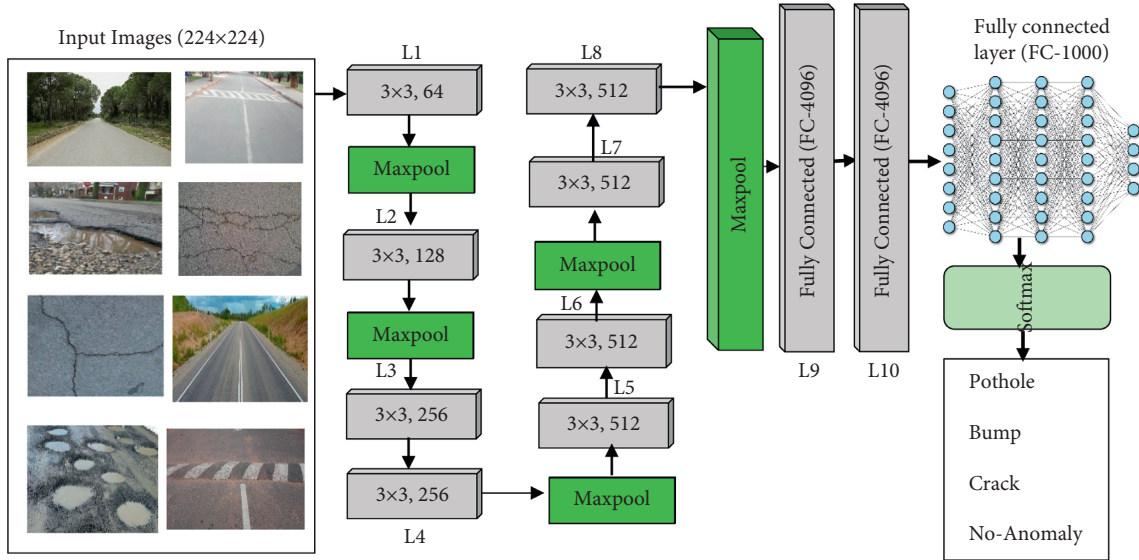 Input Images (224×224)
L1
3×3, 64
Maxpool
L2
3×3, 128
Maxpool
L3
3×3, 256
3×3, 256
L4
Maxpool
3×3, 512
L5
3×3, 512
L6
Maxpool
3×3, 512
L7
3×3, 512
L8
Maxpool
Fully Connected (FC-4096)
L9
Fully Connected (FC-4096)
L10
Fully connected
layer (FC-1000)
Softmax
Pothole
Bump
Crack
No-Anomaly